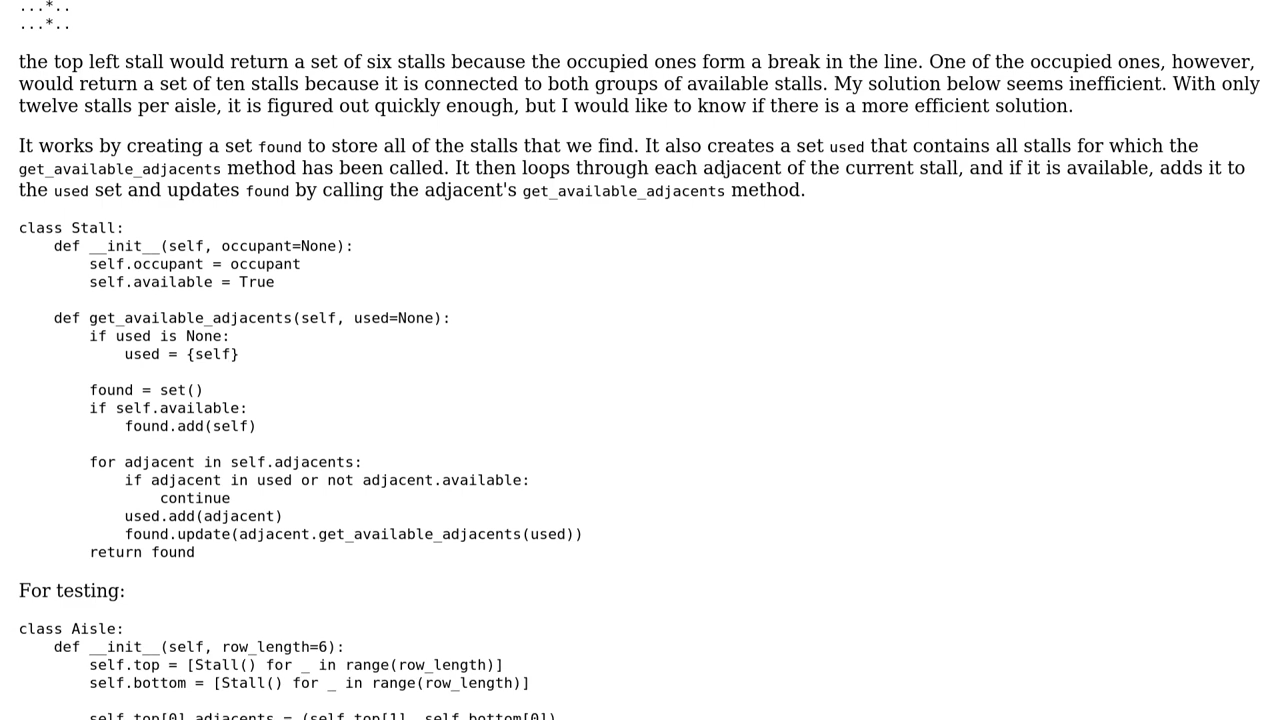 ...*..
...*..
the top left stall would return a set of six stalls because the occupied ones form a break in the line. One of the occupied ones, however,
would return a set of ten stalls because it is connected to both groups of available stalls. My solution below seems inefficient. With only
twelve stalls per aisle, it is figured out quickly enough, but I would like to know if there is a more efficient solution.
It works by creating a set found to store all of the stalls that we find. It also creates a set used that contains all stalls for which the
get_available_adjacents method has been called. It then loops through each adjacent of the current stall, and if it is available, adds it to
the used set and updates found by calling the adjacent's get_available_adjacents method.
class Stall:
    def __init__(self, occupant=None):
        self.occupant = occupant
        self.available = True
    def get_available_adjacents(self, used=None):
        if used is None:
            used = {self}
        found = set()
        if self.available:
            found.add(self)
        for adjacent in self.adjacents:
            if adjacent in used or not adjacent.available:
                continue
            used.add(adjacent)
            found.update(adjacent.get_available_adjacents(used))
        return found
For testing:
class Aisle:
    def __init__(self, row_length=6):
        self.top = [Stall() for _ in range(row_length)]
        self.bottom = [Stall() for _ in range(row_length)]
        self.top[0].adjacents = (self.top[1], self.bottom[0])